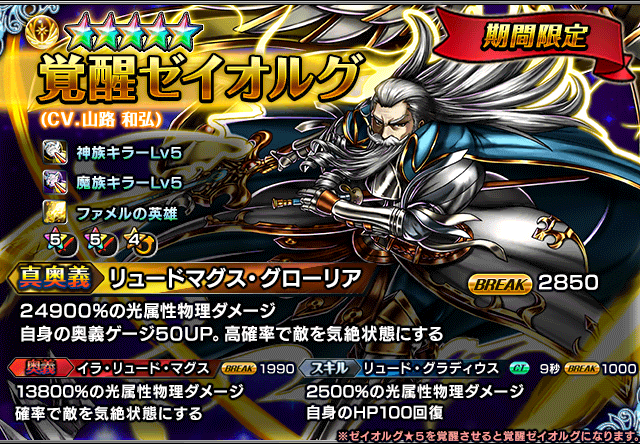 期間限定
覚醒ゼイオルグ
(CV.山路 和弘)
神族キラーLv5
魔族キラーLv5
ファメルの英雄
5 5 4
真奥義 リュードマグス・グローリア BREAK 2850
24900%の光属性物理ダメージ
自身の奥義ゲージ50UP。高確率で敵を気絶状態にする
奥義 イラ・リュード・マグス BREAK 1990
13800%の光属性物理ダメージ
確率で敵を気絶状態にする
スキル リュード・グラディウス CT 9秒 BREAK 1000
2500%の光属性物理ダメージ
自身のHP100回復
※ゼイオルグ★5を覚醒させると覚醒ゼイオルグになります